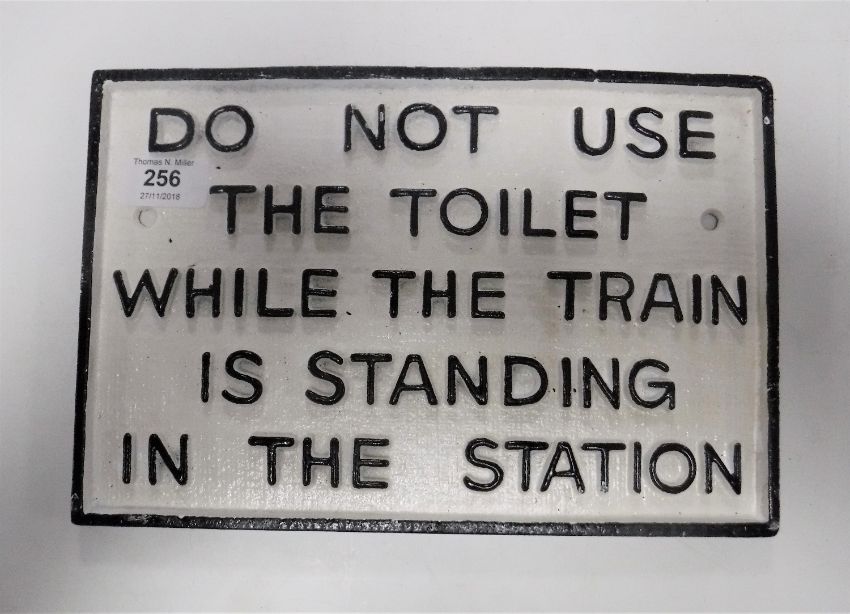 DO NOT USE
Thomas N. Miller
256
27/11/2018
THE TOILET
WHILE THE TRAIN
IS STANDING
IN THE STATION